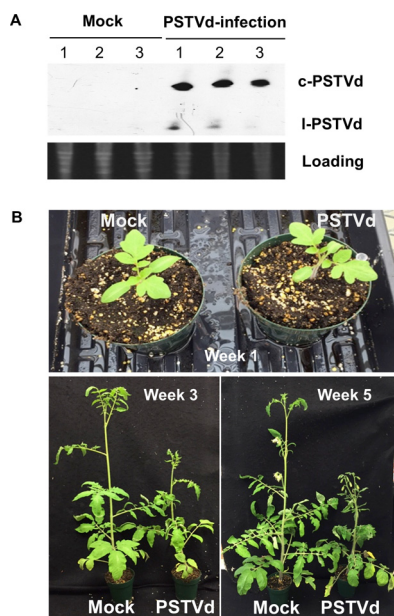 A
Mock PSTVd-infection
1 2 3 1 2 3
c-PSTVd
l-PSTVd
Loading
B
Mock PSTVd
Week 1
Week 3 Week 5
Mock PSTVd Mock PSTVd